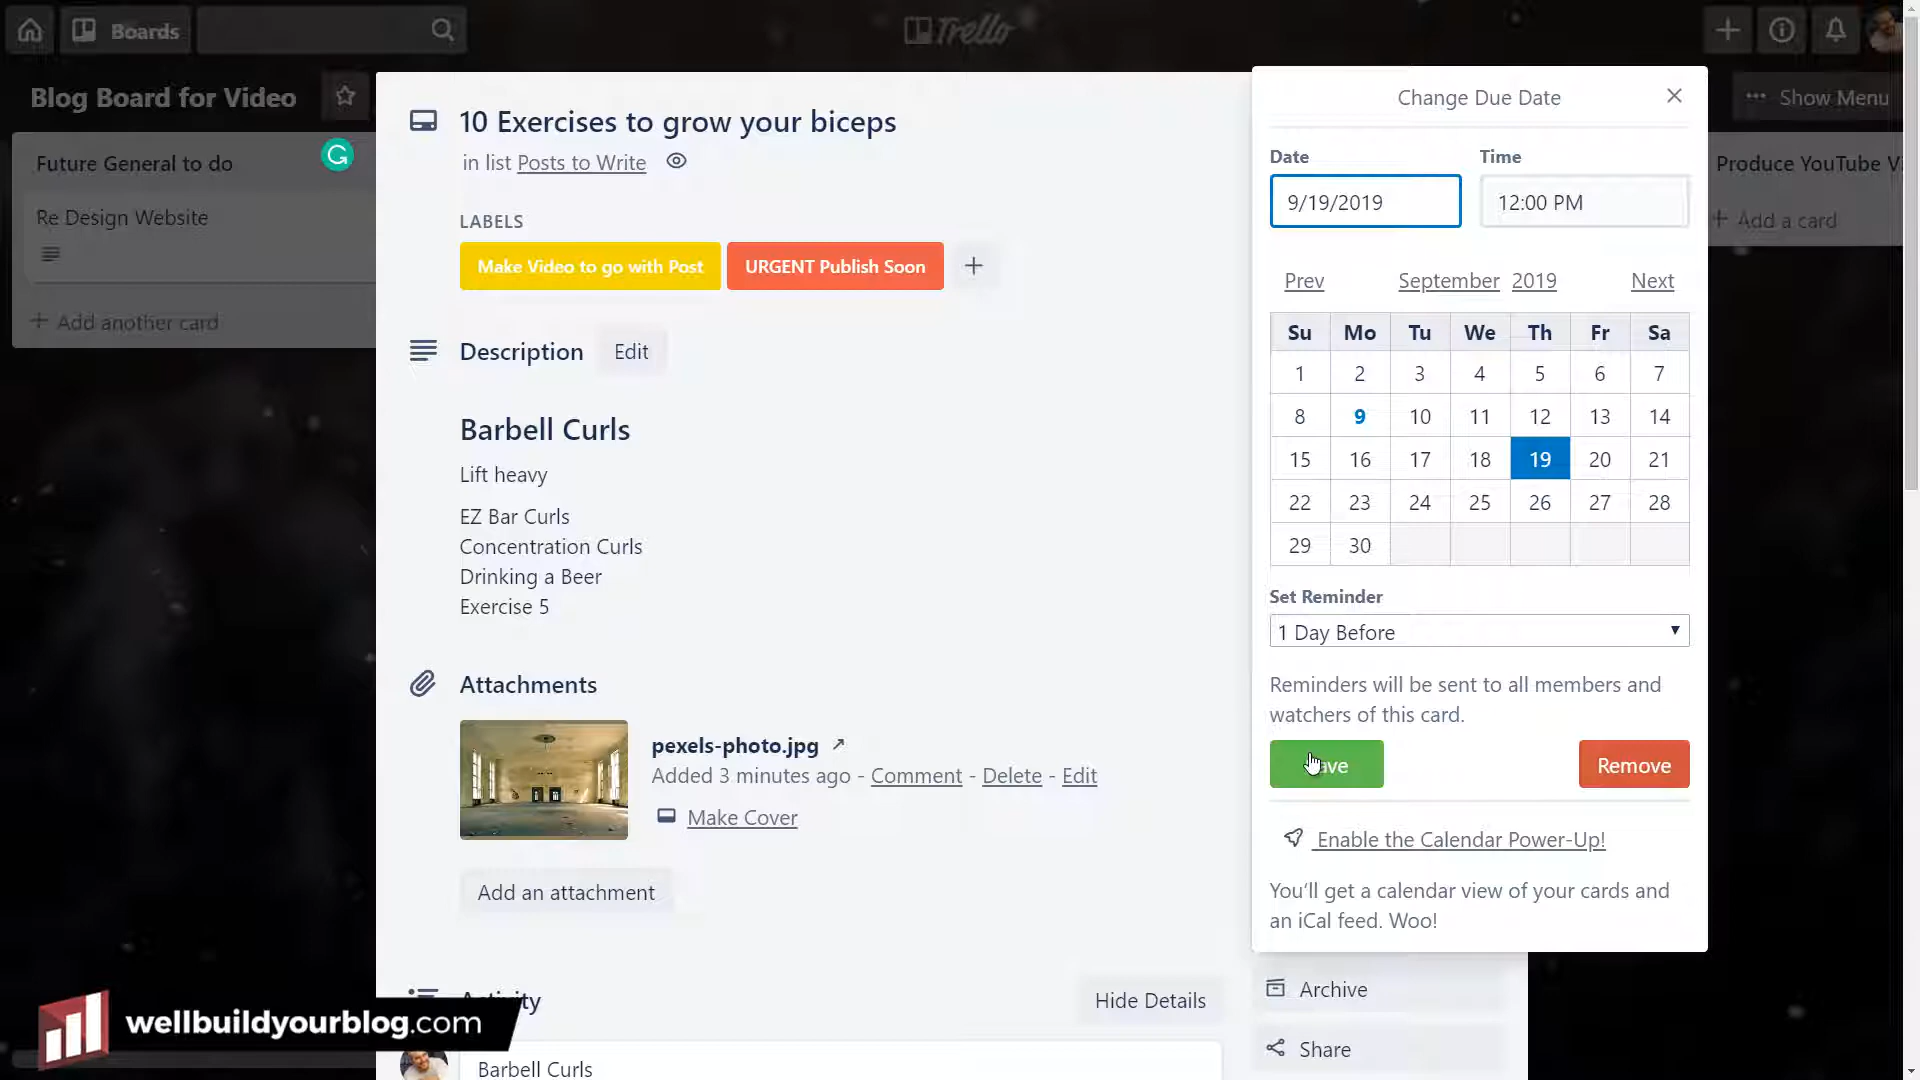 Boards
Trello
Blog Board for Video
Show Menu
Future General to do
Re Design Website
+ Add another card
10 Exercises to grow your biceps
in list Posts to Write
LABELS
Make Video to go with Post
URGENT Publish Soon
+
Description
Edit
Barbell Curls
Lift heavy
EZ Bar Curls
Concentration Curls
Drinking a Beer
Exercise 5
Attachments
pexels-photo.jpg
Added 3 minutes ago - Comment - Delete - Edit
Make Cover
Add an attachment
Activity
Hide Details
Barbell Curls
Change Due Date
Date
Time
9/19/2019
12:00 PM
Prev September 2019 Next
Su Mo Tu We Th Fr Sa
1 2 3 4 5 6 7
8 9 10 11 12 13 14
15 16 17 18 19 20 21
22 23 24 25 26 27 28
29 30
Set Reminder
1 Day Before
Reminders will be sent to all members and
watchers of this card.
Save
Remove
Enable the Calendar Power-Up!
You'll get a calendar view of your cards and
an iCal feed. Woo!
Archive
Share
Produce YouTube
+ Add a card
wellbuildyourblog.com